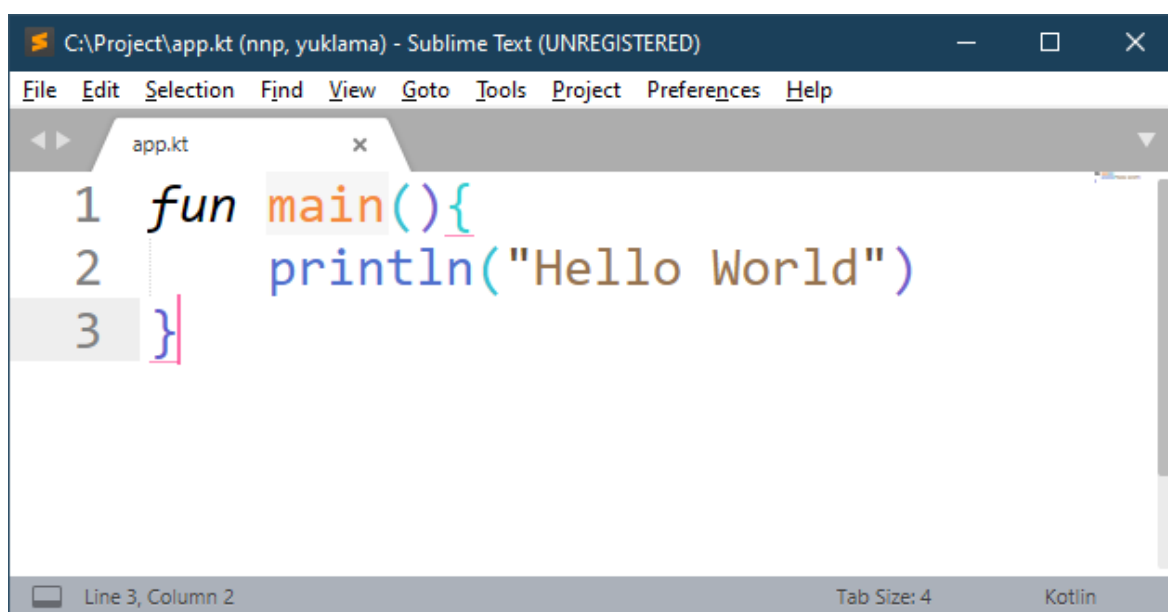 C:\Project\app.kt (nnp, yuklama) - Sublime Text (UNREGISTERED)
File Edit Selection Find View Goto Tools Project Preferences Help
app.kt
1 fun main(){
2     println("Hello World")
3 }
Line 3, Column 2 Tab Size: 4 Kotlin